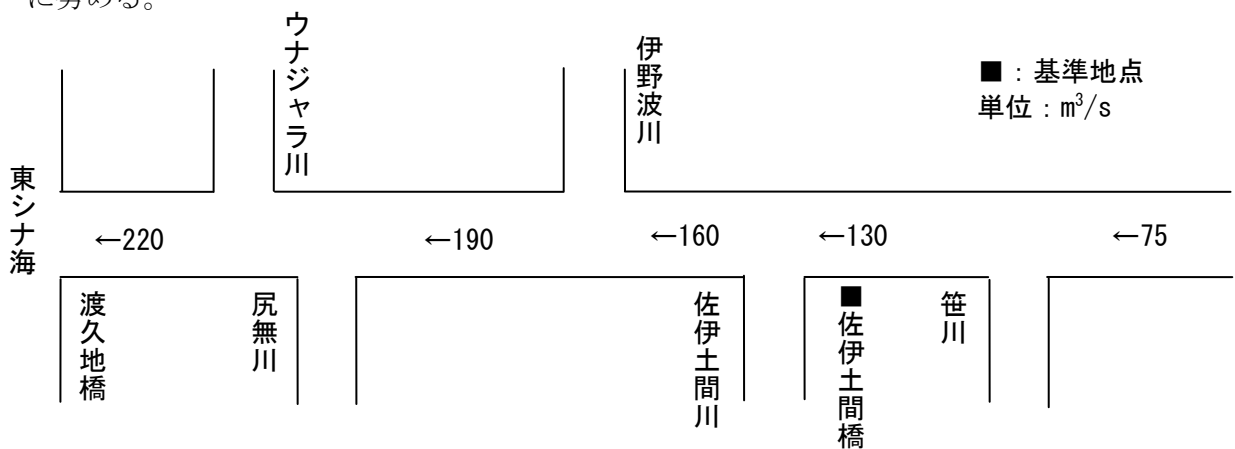 に努める。
ウナジャラ川
伊野波川
■：基準地点
単位：m³/s
東シナ海
←220
←190
←160
←130
←75
渡久地橋
尻無川
佐伊土間川
■佐伊土間橋
笹川